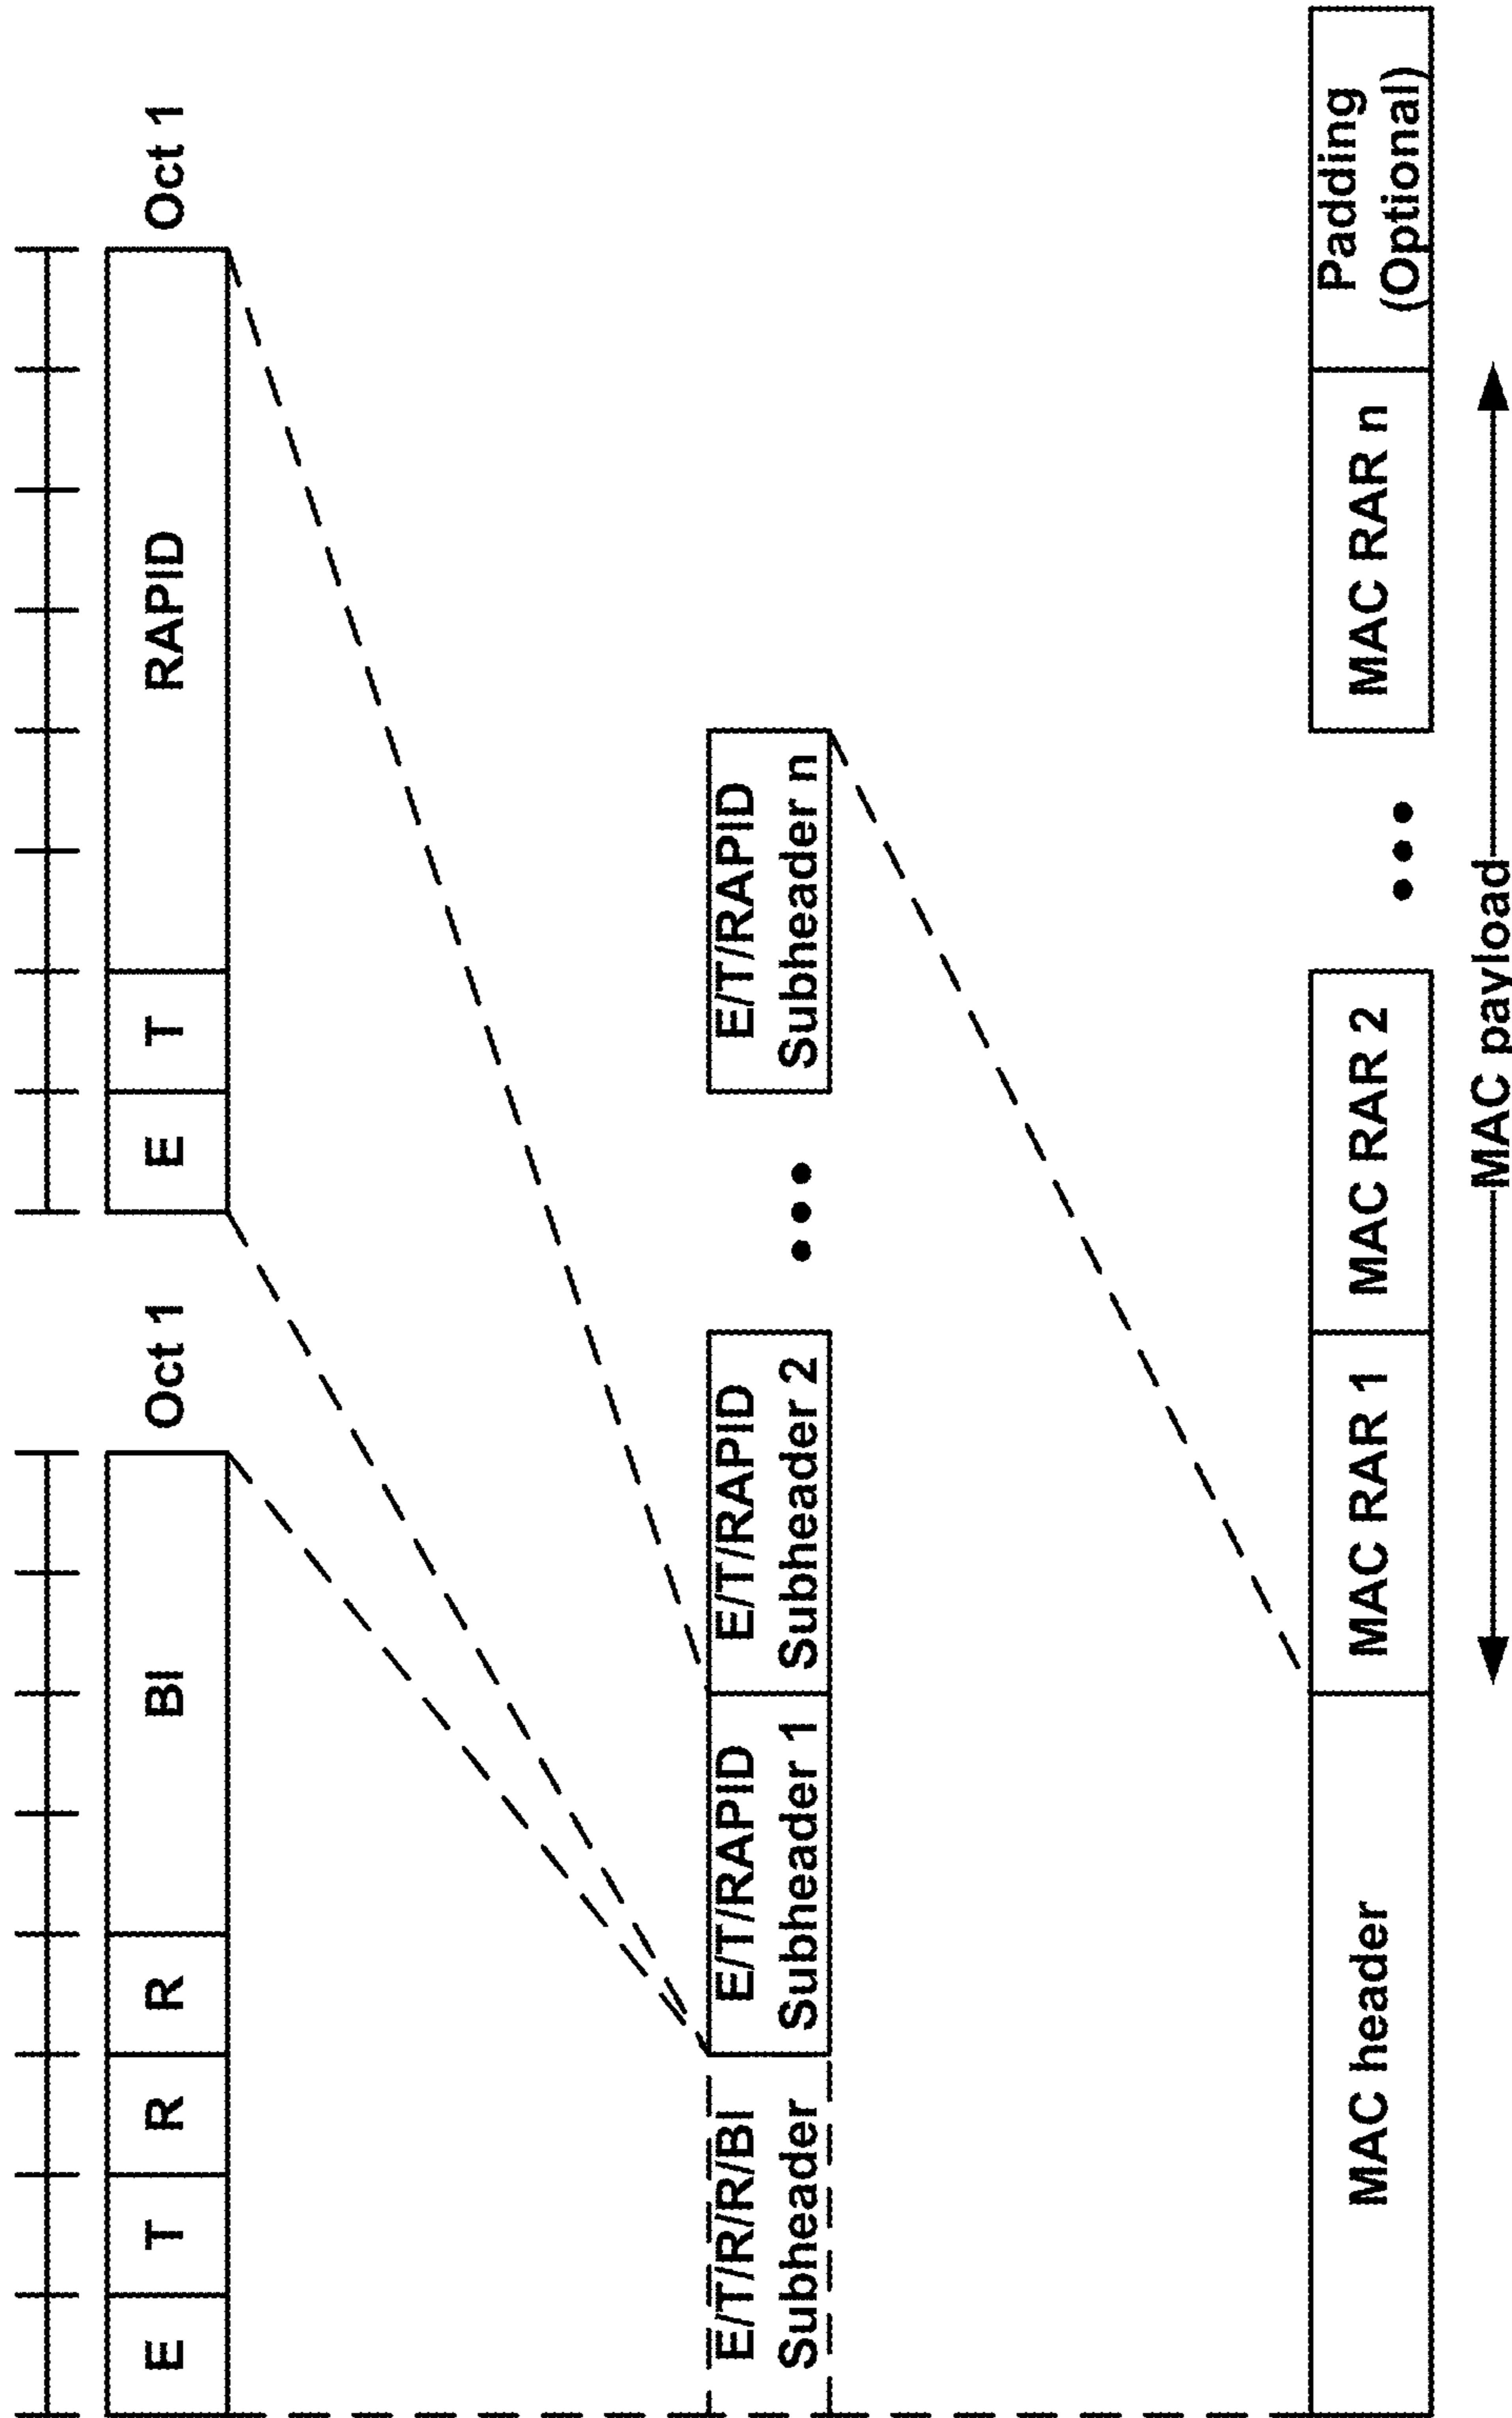 E T R R BI Oct 1 E T RAPID Oct 1
E/T/R/R/BI
Subheader
E/T/RAPID
Subheader 1
E/T/RAPID
Subheader 2
•••
E/T/RAPID
Subheader n
MAC header
MAC RAR 1
MAC RAR 2
•••
MAC RAR n
Padding
(Optional)
MAC payload